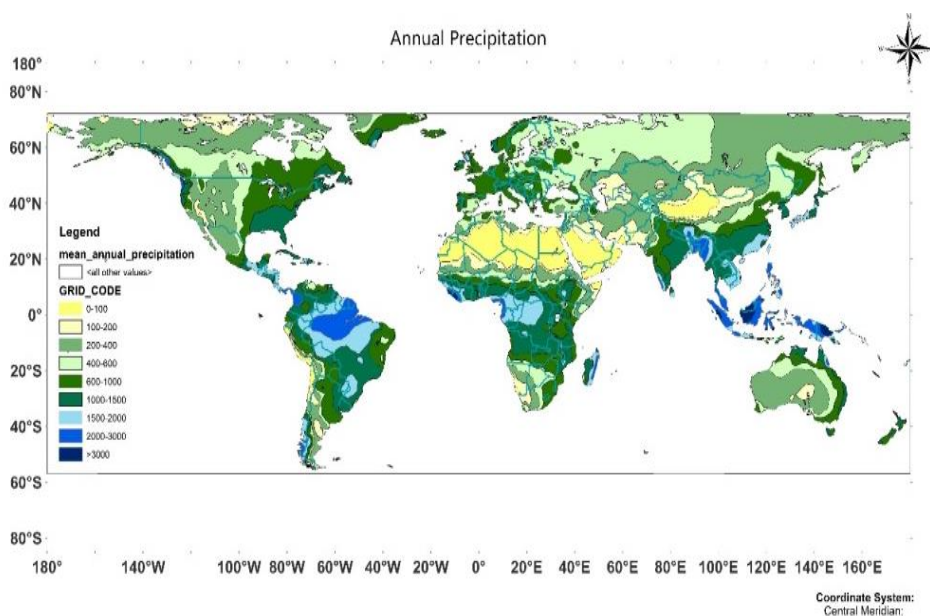 Annual Precipitation
N
180°
80°N
60°N
40°N
20°N
0°
20°S
40°S
60°S
80°S
Legend
mean_annual_precipitation
<all other values>
GRID_CODE
0-100
100-200
200-400
400-600
600-1000
1000-1500
1500-2000
2000-3000
>3000
180° 140°W 100°W 80°W 60°W 40°W 20°W 0° 20°E 40°E 60°E 80°E 100°E 120°E 140°E 160°E
Coordinate System:
Central Meridian: